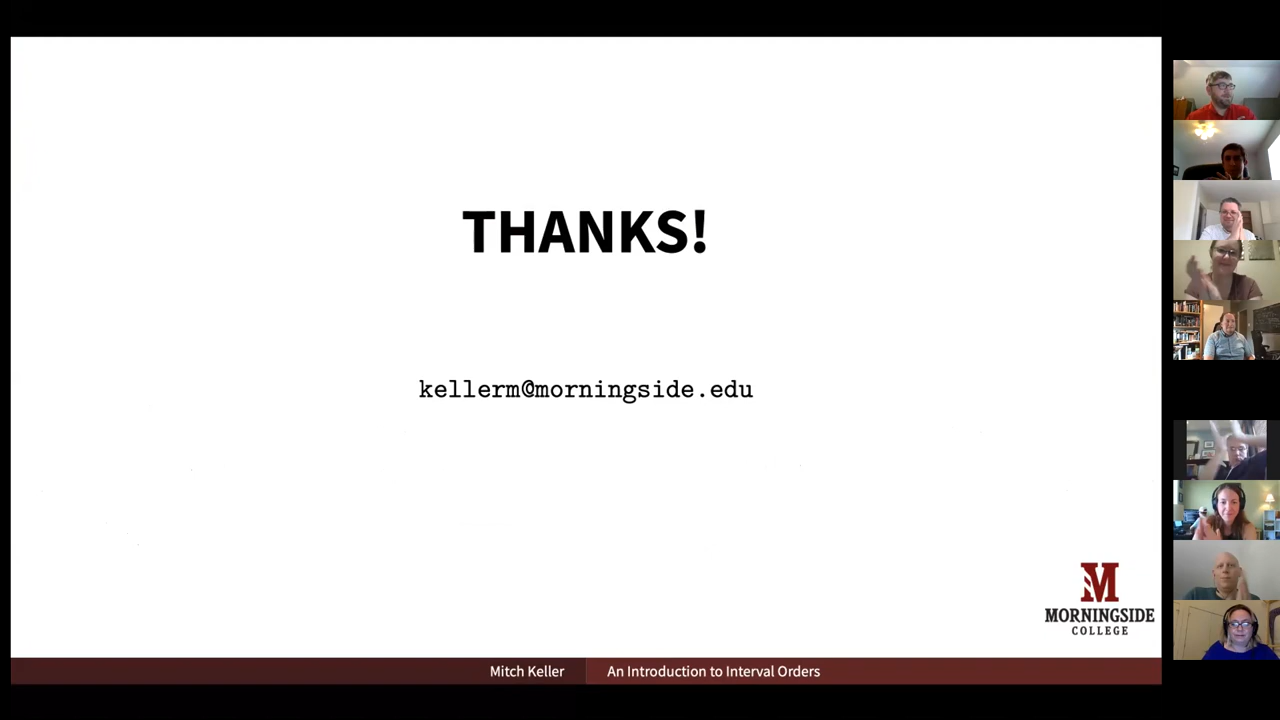 THANKS!
kellerm@morningside.edu
M
MORNINGSIDE
COLLEGE
Mitch Keller
An Introduction to Interval Orders